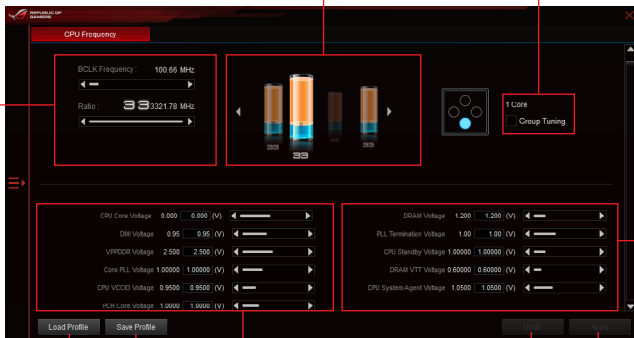 REPUBLIC OF
GAMERS
CPU Frequency
BCLK Frequency : 100.66 MHz
Ratio : 33 3321.78 MHz
33
33
33
1 Core
Group Tuning
CPU Core Voltage 0.000 0.000 (V)
DMI Voltage 0.95 0.95 (V)
VPPDDR Voltage 2.500 2.500 (V)
Core PLL Voltage 1.00000 1.00000 (V)
CPU VCCIO Voltage 0.9500 0.9500 (V)
PCH Core Voltage 1.0000 1.0000 (V)
DRAM Voltage 1.200 1.200 (V)
PLL Termination Voltage 1.00 1.00 (V)
CPU Standby Voltage 1.00000 1.00000 (V)
DRAM VTT Voltage 0.60000 0.60000 (V)
CPU System Agent Voltage 1.0500 1.0500 (V)
Load Profile
Save Profile
Undo
Apply